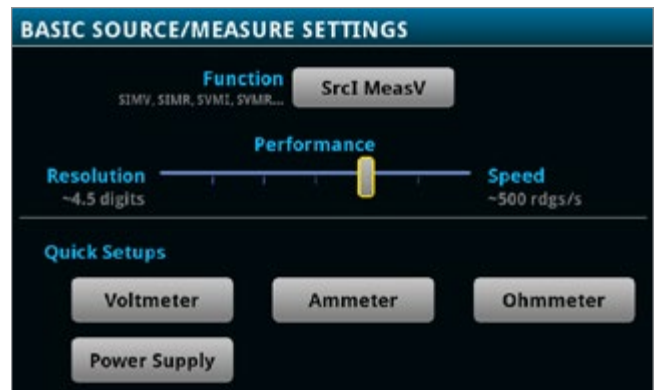 BASIC SOURCE/MEASURE SETTINGS
Function
SIMV, SIMR, SVMI, SVMR...
SrcI MeasV
Performance
Resolution
~4.5 digits
Speed
~500 rdgs/s
Quick Setups
Voltmeter
Ammeter
Ohmmeter
Power Supply